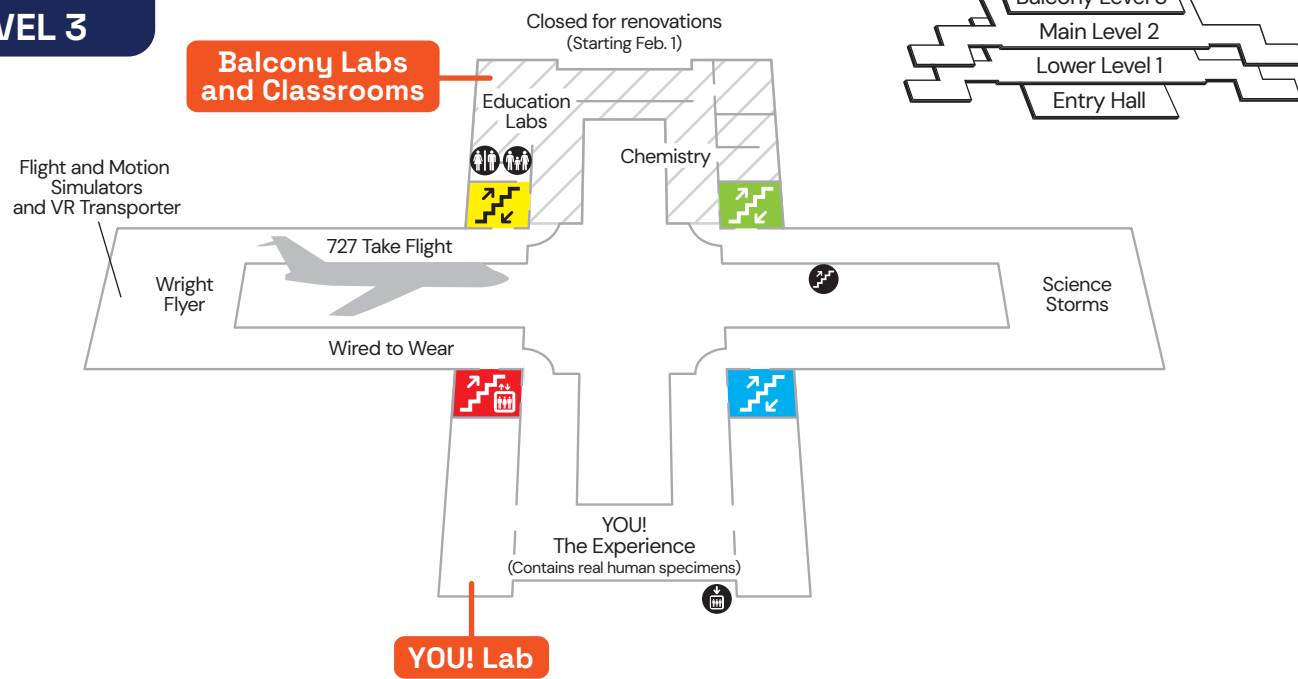 VEL 3
Closed for renovations
(Starting Feb. 1)
Balcony Labs
and Classrooms
Education
Labs
Chemistry
Main Level 2
Lower Level 1
Entry Hall
Flight and Motion
Simulators
and VR Transporter
727 Take Flight
Wright
Flyer
Science
Storms
Wired to Wear
YOU!
The Experience
(Contains real human specimens)
YOU! Lab